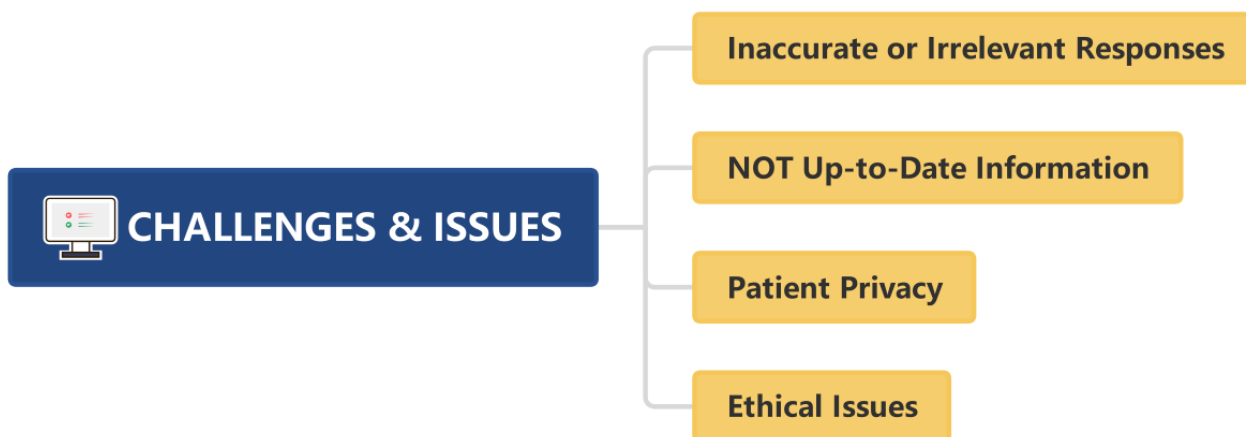 CHALLENGES & ISSUES
Inaccurate or Irrelevant Responses
NOT Up-to-Date Information
Patient Privacy
Ethical Issues